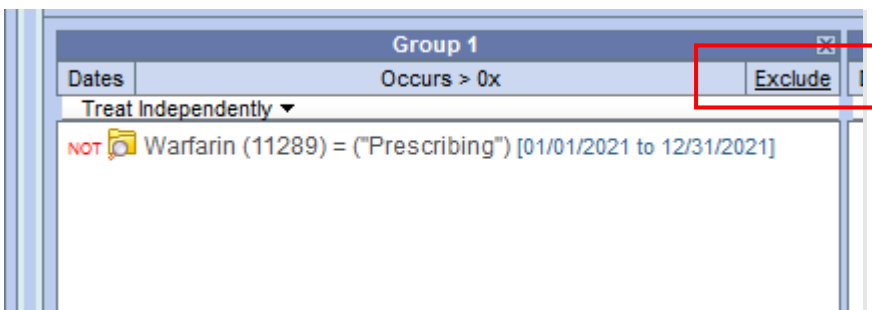 Group 1
Dates Occurs > 0x Exclude
Treat Independently
NOT Warfarin (11289) = ("Prescribing") [01/01/2021 to 12/31/2021]